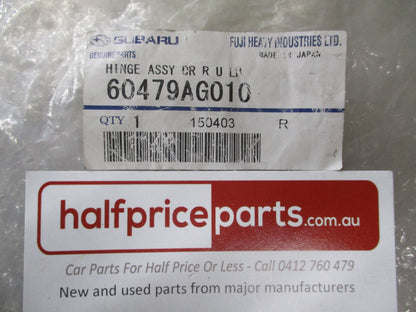 SUBARU
FUJI HEAVY INDUSTRIES LTD.
GENUINE PARTS
MADE IN JAPAN
HINGE ASSY DR R U LH
60479AG010
QTY 1 150403 R
halfpriceparts.com.au
Car Parts For Half Price Or Less - Call 0412 760 479
New and used parts from major manufacturers